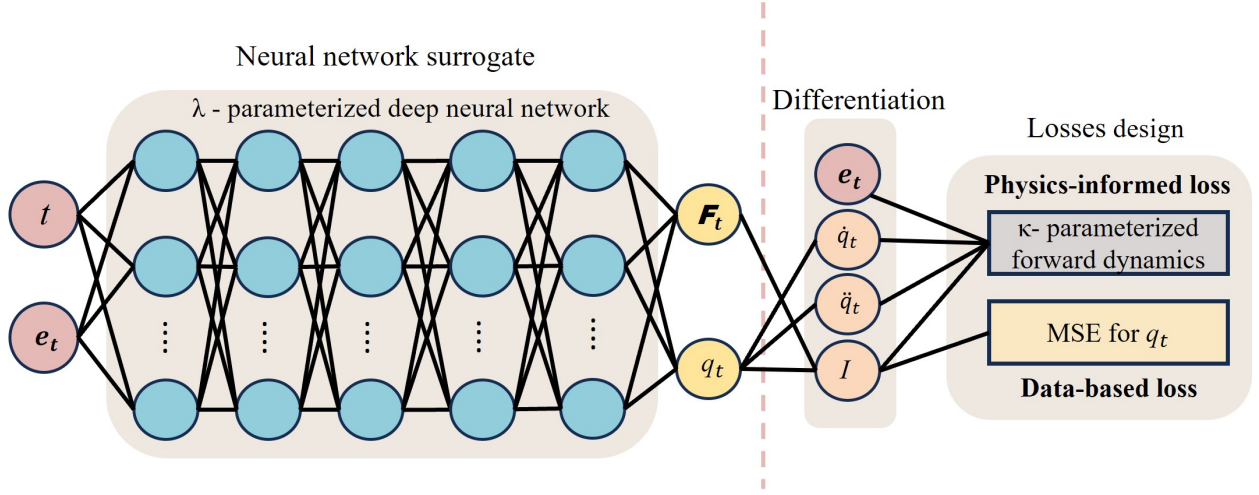 Neural network surrogate
λ - parameterized deep neural network
t
e_t
⋮
⋮
⋮
⋮
⋮
F_t
q_t
Differentiation
e_t
q̇_t
q̈_t
I
Losses design
Physics-informed loss
κ- parameterized
forward dynamics
MSE for q_t
Data-based loss